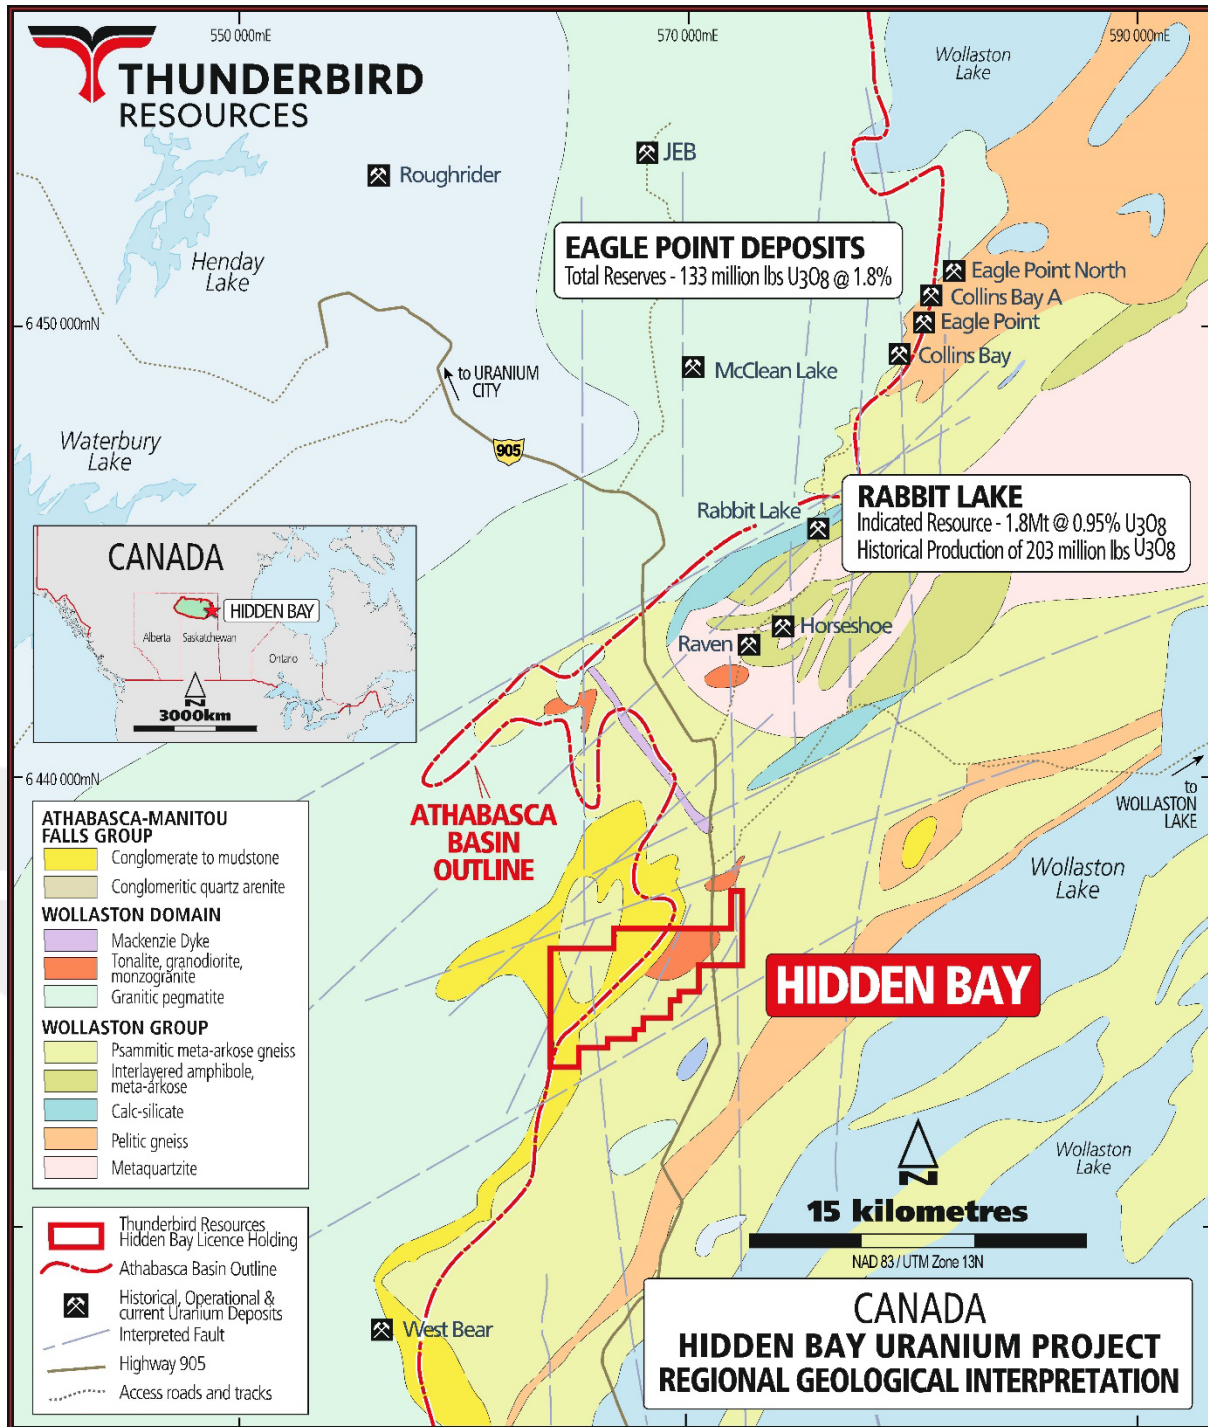 550 000mE
570 000mE
590 000mE
THUNDERBIRD
RESOURCES
Wollaston
Lake
JEB
Roughrider
EAGLE POINT DEPOSITS
Total Reserves - 133 million lbs U3O8 @ 1.8%
Henday
Lake
Eagle Point North
Collins Bay A
Eagle Point
Collins Bay
6 450 000mN
McClean Lake
to URANIUM
CITY
Waterbury
Lake
905
Rabbit Lake
RABBIT LAKE
Indicated Resource - 1.8Mt @ 0.95% U3O8
Historical Production of 203 million lbs U3O8
CANADA
HIDDEN BAY
Alberta
Saskatchewan
Ontario
N
3000km
Horseshoe
Raven
6 440 000mN
to
WOLLASTON
LAKE
ATHABASCA
BASIN
OUTLINE
Wollaston
Lake
ATHABASCA-MANITOU
FALLS GROUP
Conglomerate to mudstone
Conglomeritic quartz arenite
WOLLASTON DOMAIN
Mackenzie Dyke
Tonalite, granodiorite,
monzogranite
Granitic pegmatite
WOLLASTON GROUP
Psammitic meta-arkose gneiss
Interlayered amphibole,
meta-arkose
Calc-silicate
Pelitic gneiss
Metaquartzite
HIDDEN BAY
Wollaston
Lake
N
15 kilometres
NAD 83 / UTM Zone 13N
Thunderbird Resources
Hidden Bay Licence Holding
Athabasca Basin Outline
Historical, Operational &
current Uranium Deposits
Interpreted Fault
Highway 905
Access roads and tracks
West Bear
CANADA
HIDDEN BAY URANIUM PROJECT
REGIONAL GEOLOGICAL INTERPRETATION